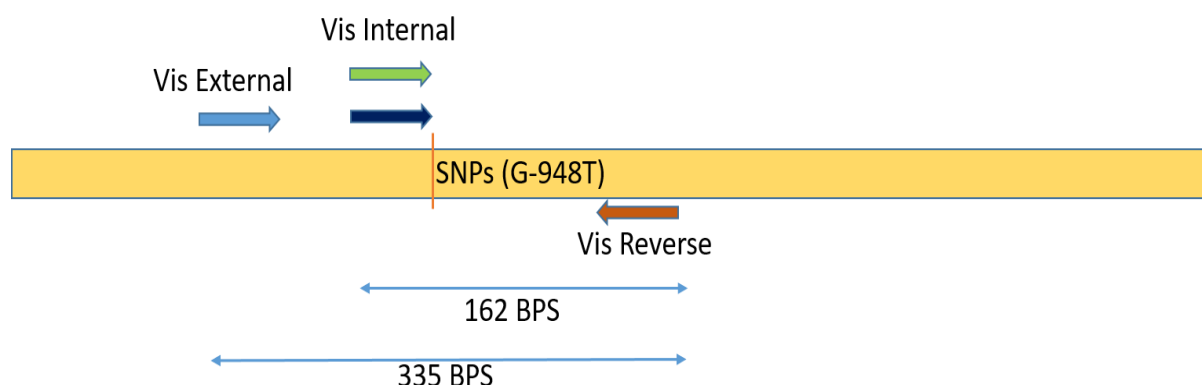 Vis Internal
Vis External
SNPs (G-948T)
Vis Reverse
162 BPS
335 BPS